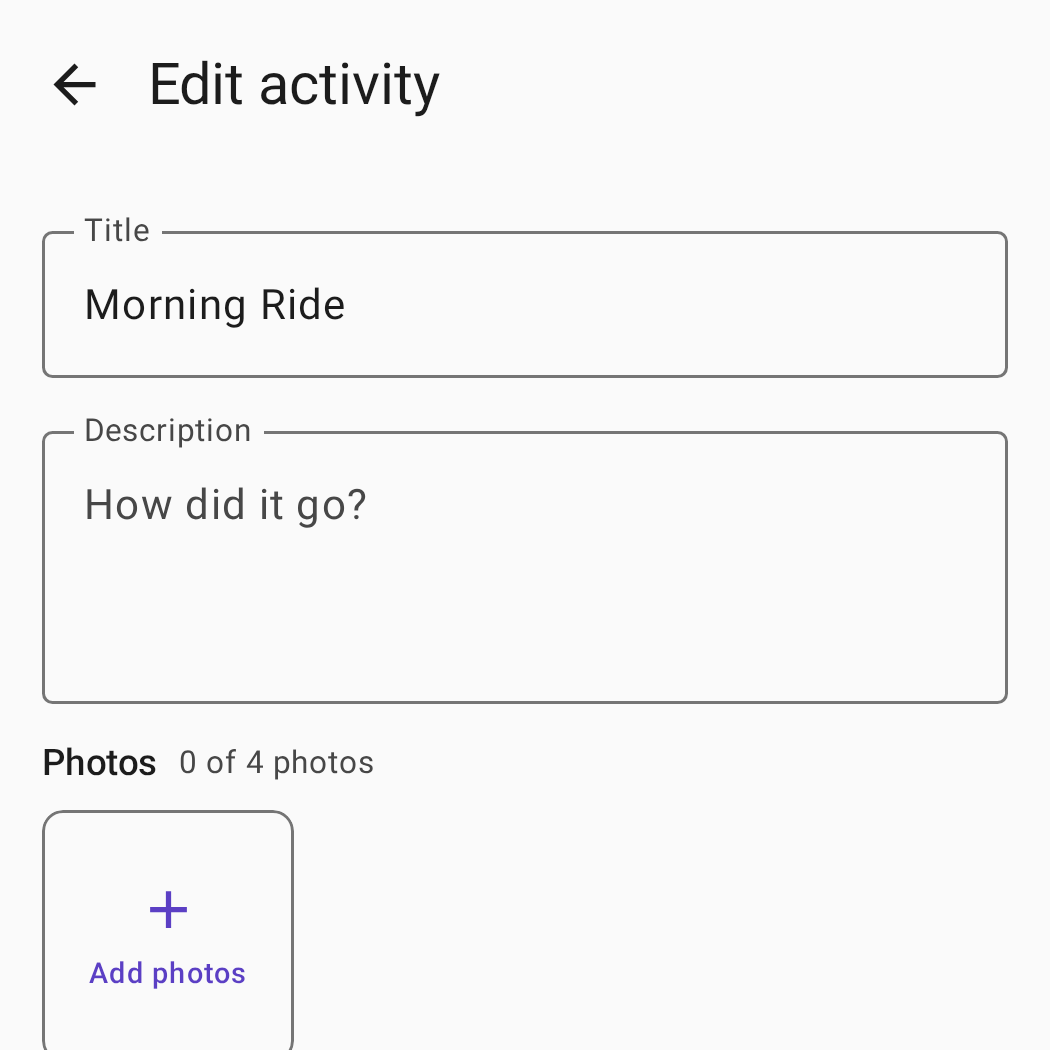 Edit activity
Title
Morning Ride
Description
How did it go?
Photos 0 of 4 photos
Add photos